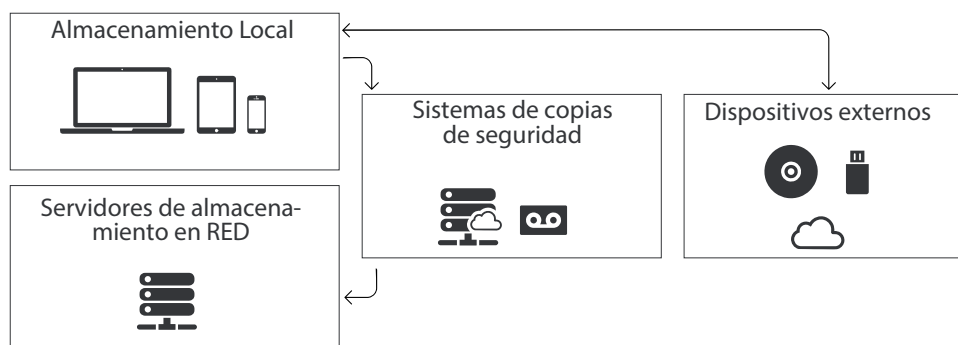 Almacenamiento Local
Sistemas de copias
de seguridad
Dispositivos externos
Servidores de almacena-
miento en RED